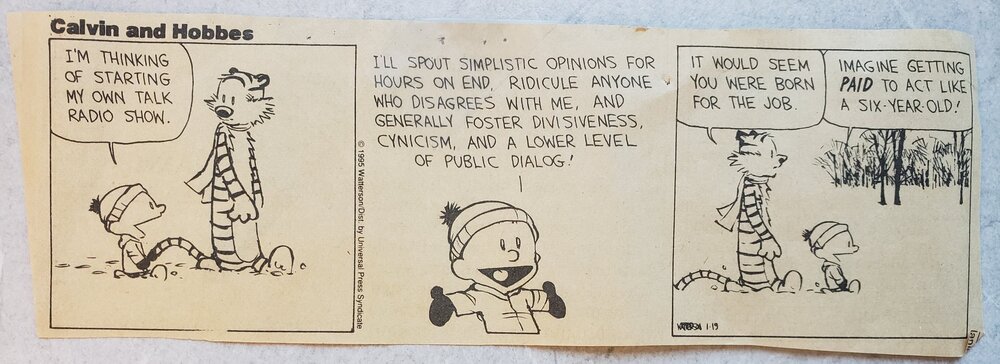 Calvin and Hobbes
I'M THINKING
OF STARTING
MY OWN TALK
RADIO SHOW.
© 1995 Watterson/Dist. by Universal Press Syndicate
I'LL SPOUT SIMPLISTIC OPINIONS FOR
HOURS ON END, RIDICULE ANYONE
WHO DISAGREES WITH ME, AND
GENERALLY FOSTER DIVISIVENESS,
CYNICISM, AND A LOWER LEVEL
OF PUBLIC DIALOG!
IT WOULD SEEM
YOU WERE BORN
FOR THE JOB.
IMAGINE GETTING
PAID TO ACT LIKE
A SIX-YEAR-OLD!
1-19